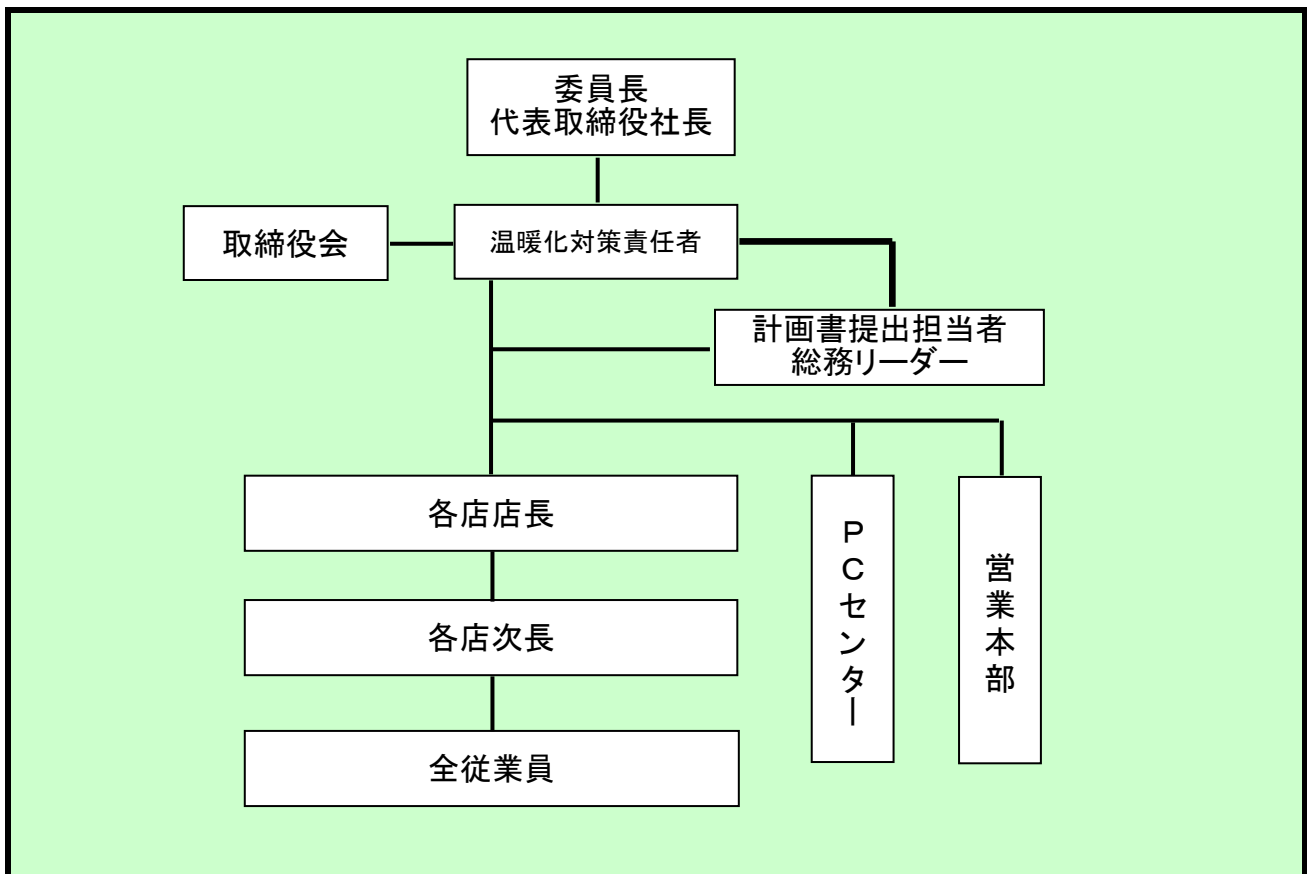 委員長
代表取締役社長
取締役会
温暖化対策責任者
計画書提出担当者
総務リーダー
各店店長
各店次長
全従業員
ＰＣセンター
営業本部